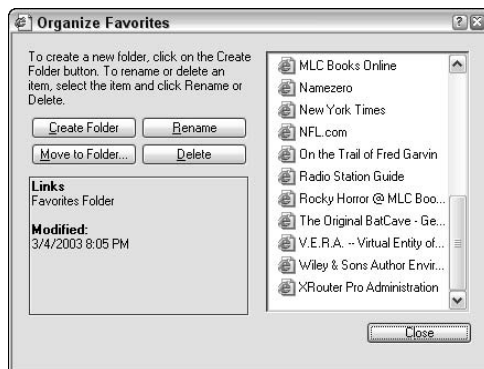 Organize Favorites
To create a new folder, click on the Create
Folder button. To rename or delete an
item, select the item and click Rename or
Delete.
Create Folder
Rename
Move to Folder...
Delete
Links
Favorites Folder
Modified:
3/4/2003 8:05 PM
MLC Books Online
Namezero
New York Times
NFL.com
On the Trail of Fred Garvin
Radio Station Guide
Rocky Horror @ MLC Boo...
The Original BatCave - Ge...
V.E.R.A. -- Virtual Entity of...
Wiley & Sons Author Envir...
XRouter Pro Administration
Close